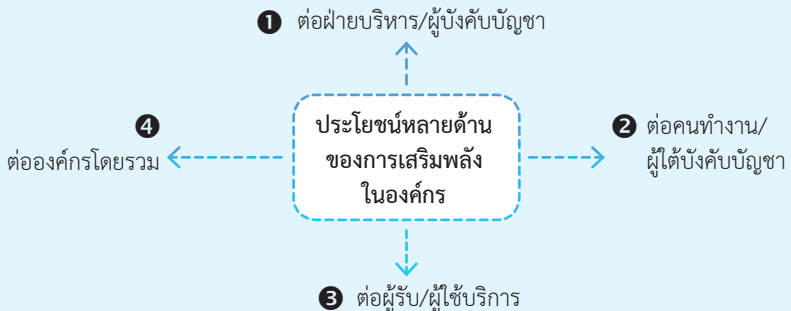 ❶ ต่อฝ่ายบริหาร/ผู้บังคับบัญชา
ประโยชน์หลายด้าน
ของการเสริมพลัง
ในองค์กร
❷ ต่อคนทำงาน/
ผู้ใต้บังคับบัญชา
❸ ต่อผู้รับ/ผู้ใช้บริการ
❹
ต่อองค์กรโดยรวม